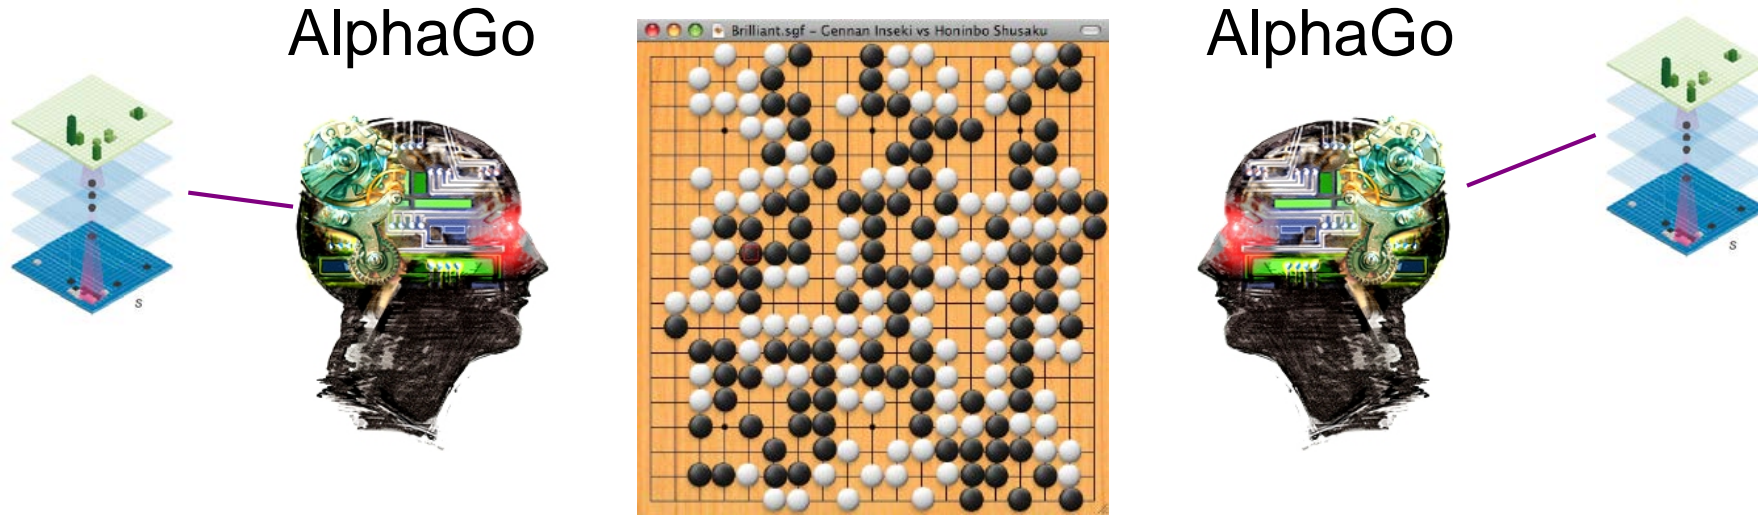 AlphaGo
Brilliant.sgf – Gennan Inseki vs Honinbo Shusaku
AlphaGo
s
s